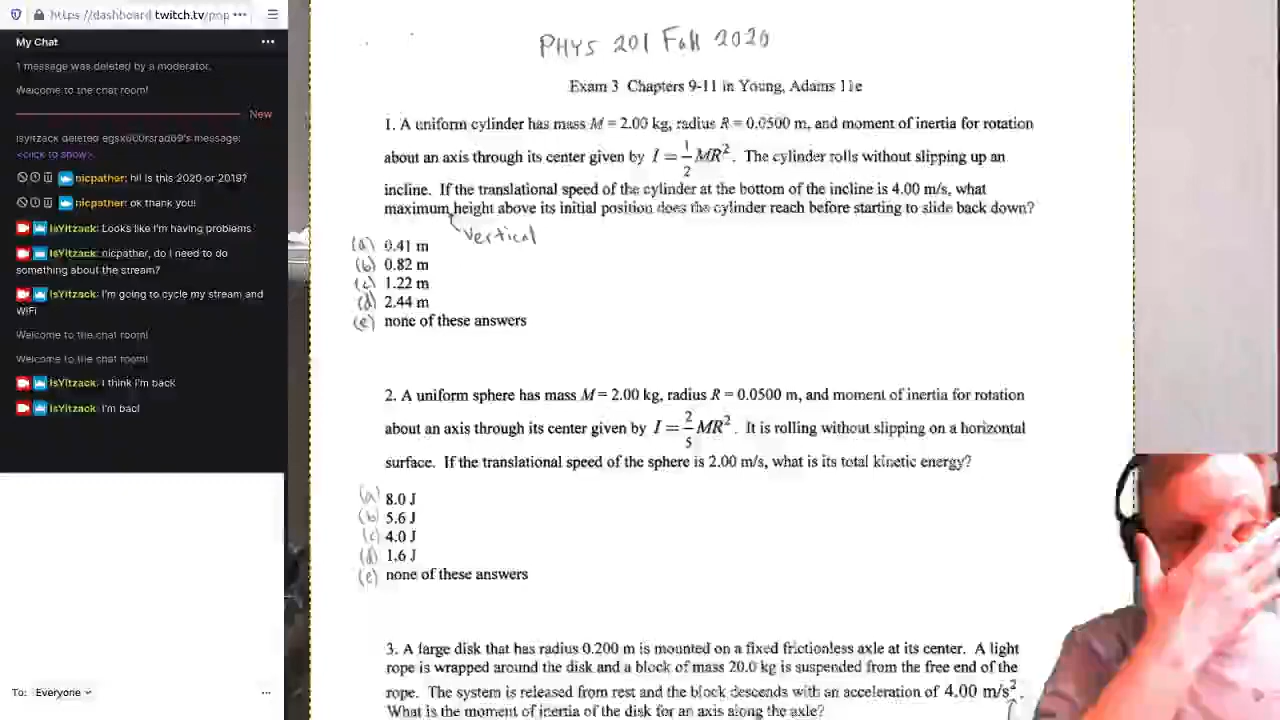 https://dashboard.twitch.tv/pop
My Chat
1 message was deleted by a moderator.
Welcome to the chat room!
New
IsYitzack deleted egsx600rsrad69's message:
<click to show>
nicpather: hi! Is this 2020 or 2019?
nicpather: ok thank you!
IsYitzack: Looks like I'm having problems
IsYitzack: nicpather, do I need to do
something about the stream?
IsYitzack: I'm going to cycle my stream and
WiFi
Welcome to the chat room!
Welcome to the chat room!
IsYitzack: I think I'm back
IsYitzack: I'm bac!
To: Everyone
PHYS 201 Fall 2020
Exam 3 Chapters 9-11 in Young, Adams 11e
1. A uniform cylinder has mass M = 2.00 kg, radius R = 0.0500 m, and moment of inertia for rotation
about an axis through its center given by I = 1/2 MR². The cylinder rolls without slipping up an
incline. If the translational speed of the cylinder at the bottom of the incline is 4.00 m/s, what
maximum height above its initial position does the cylinder reach before starting to slide back down?
vertical
(a) 0.41 m
(b) 0.82 m
(c) 1.22 m
(d) 2.44 m
(e) none of these answers
2. A uniform sphere has mass M = 2.00 kg, radius R = 0.0500 m, and moment of inertia for rotation
about an axis through its center given by I = 2/5 MR². It is rolling without slipping on a horizontal
surface. If the translational speed of the sphere is 2.00 m/s, what is its total kinetic energy?
(a) 8.0 J
(b) 5.6 J
(c) 4.0 J
(d) 1.6 J
(e) none of these answers
3. A large disk that has radius 0.200 m is mounted on a fixed frictionless axle at its center. A light
rope is wrapped around the disk and a block of mass 20.0 kg is suspended from the free end of the
rope. The system is released from rest and the block descends with an acceleration of 4.00 m/s².
What is the moment of inertia of the disk for an axis along the axle?